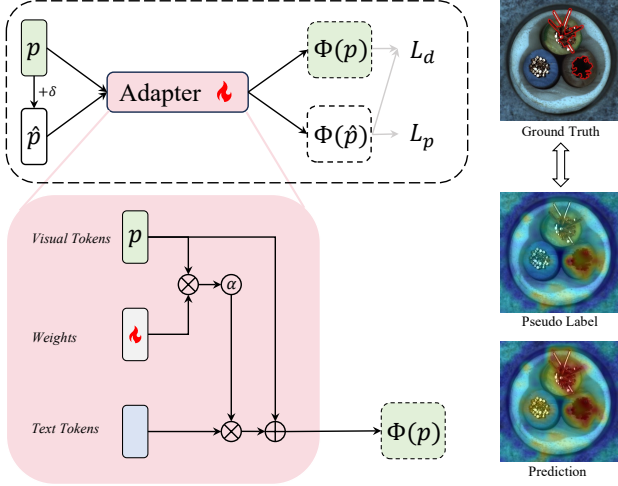 p
+δ
p̂
Adapter
Φ(p)
Φ(p̂)
L_d
L_p
Visual Tokens
p
α
Weights
Text Tokens
Φ(p)
Ground Truth
Pseudo Label
Prediction